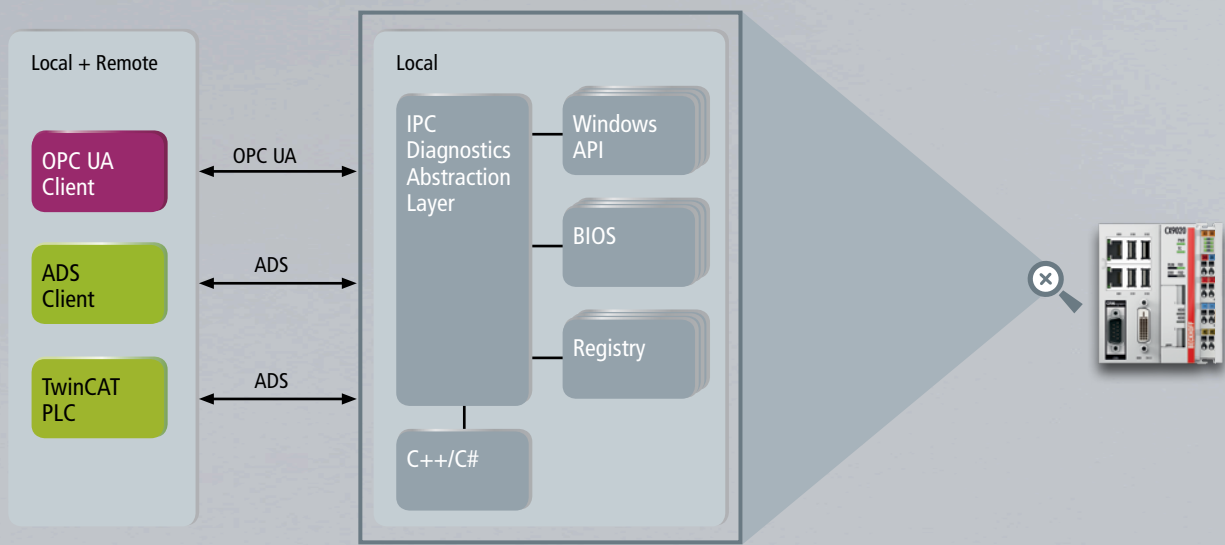 Local + Remote
OPC UA
Client
ADS
Client
TwinCAT
PLC
OPC UA
ADS
ADS
Local
IPC
Diagnostics
Abstraction
Layer
Windows
API
BIOS
Registry
C++/C#
CX9020